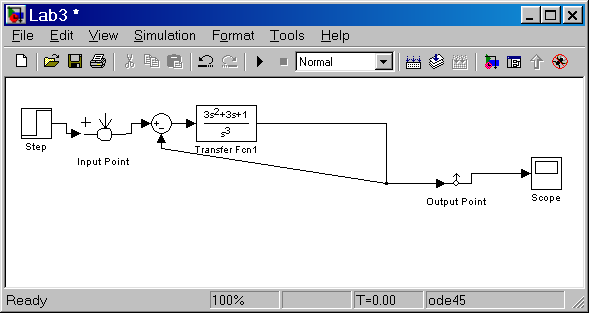 Lab3 *
File Edit View Simulation Format Tools Help
Normal
3s²+3s+1
s³
Step
Input Point
Transfer Fcn1
Output Point
Scope
Ready 100% T=0.00 ode45